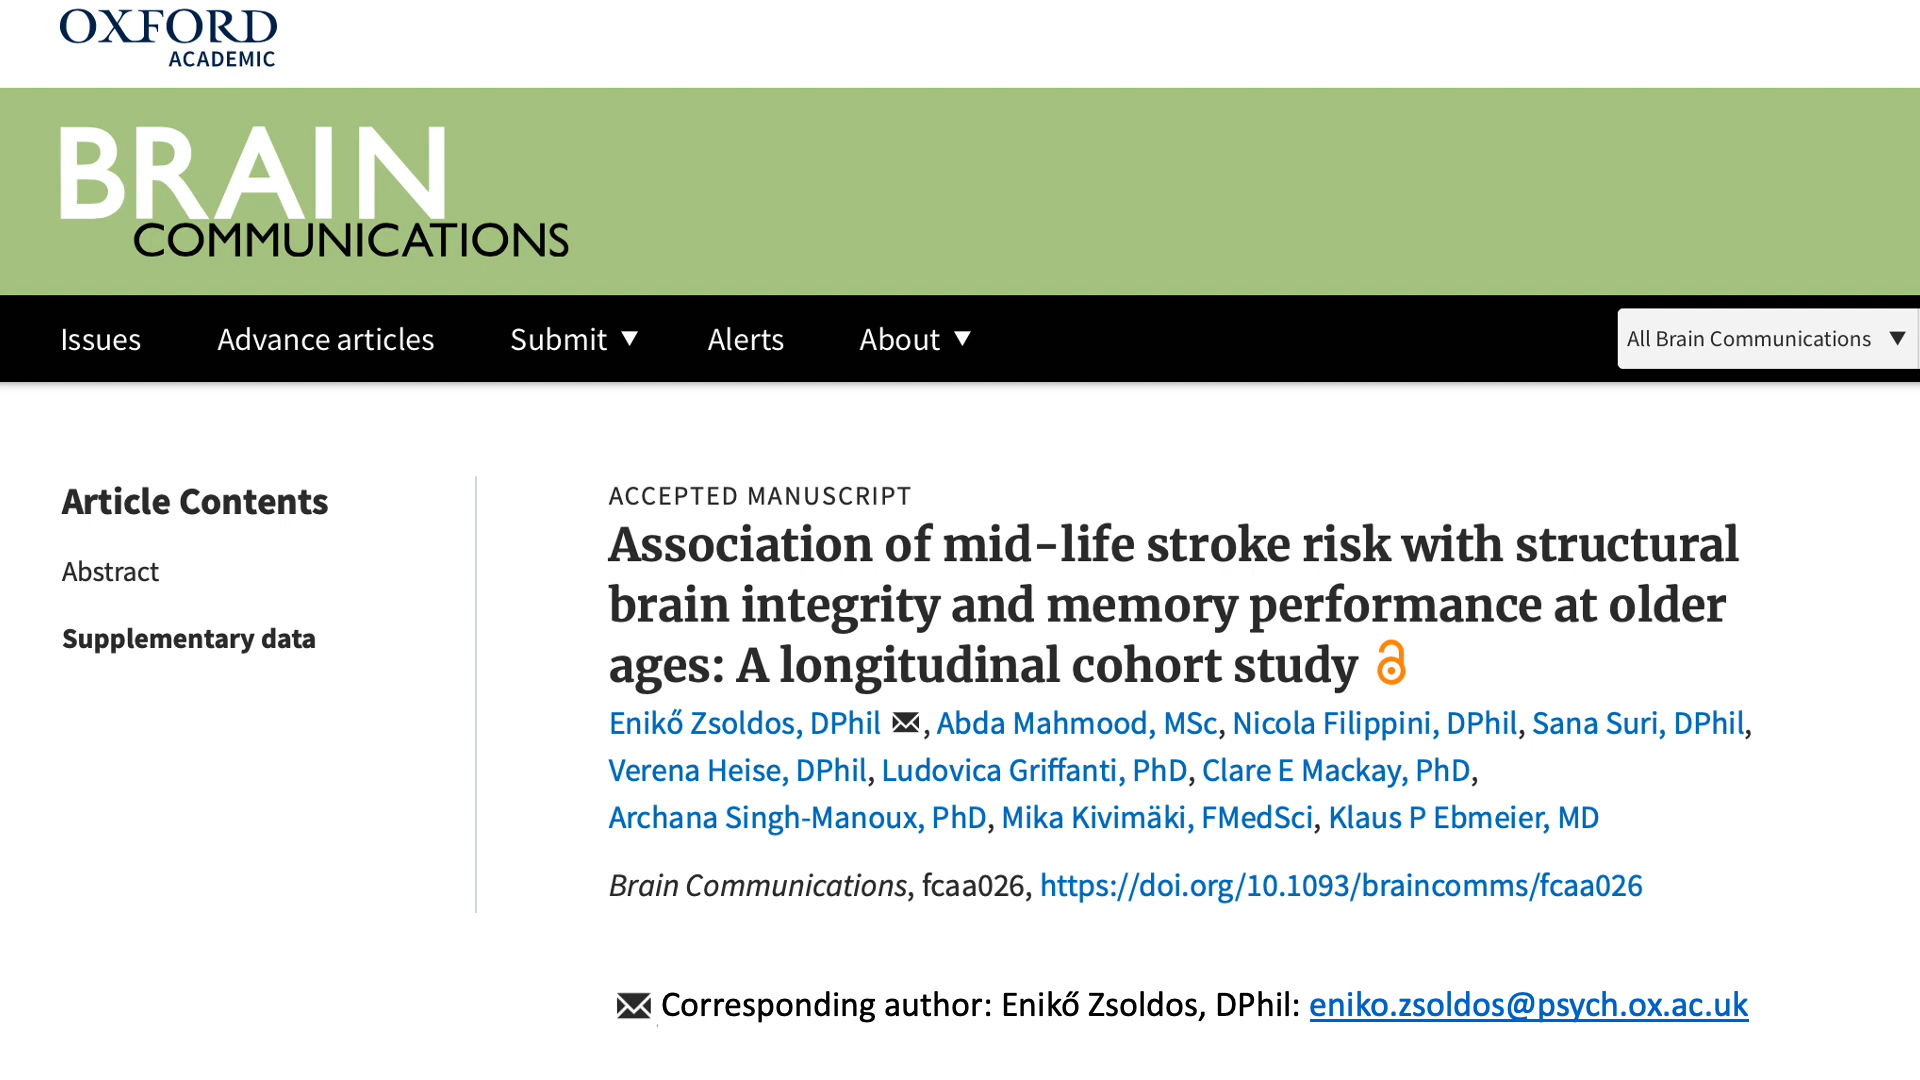 OXFORD
ACADEMIC
BRAIN
COMMUNICATIONS
Issues Advance articles Submit ▼ Alerts About ▼ All Brain Communications ▼
Article Contents
Abstract
Supplementary data
ACCEPTED MANUSCRIPT
Association of mid-life stroke risk with structural
brain integrity and memory performance at older
ages: A longitudinal cohort study
Enikő Zsoldos, DPhil ✉, Abda Mahmood, MSc, Nicola Filippini, DPhil, Sana Suri, DPhil,
Verena Heise, DPhil, Ludovica Griffanti, PhD, Clare E Mackay, PhD,
Archana Singh-Manoux, PhD, Mika Kivimäki, FMedSci, Klaus P Ebmeier, MD
Brain Communications, fcaa026, https://doi.org/10.1093/braincomms/fcaa026
✉ Corresponding author: Enikő Zsoldos, DPhil: eniko.zsoldos@psych.ox.ac.uk